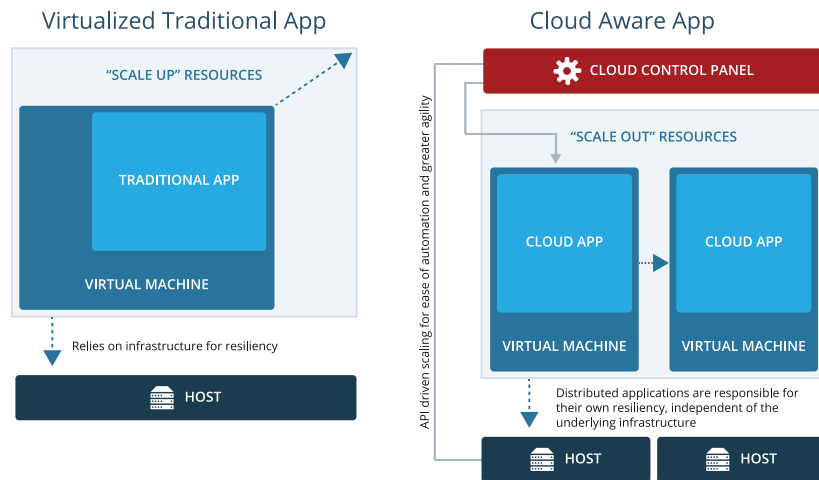 Virtualized Traditional App
“SCALE UP” RESOURCES
TRADITIONAL APP
VIRTUAL MACHINE
Relies on infrastructure for resiliency
HOST
Cloud Aware App
CLOUD CONTROL PANEL
API driven scaling for ease of automation and greater agility
“SCALE OUT” RESOURCES
CLOUD APP
CLOUD APP
VIRTUAL MACHINE
VIRTUAL MACHINE
Distributed applications are responsible for
their own resiliency, independent of the
underlying infrastructure
HOST
HOST